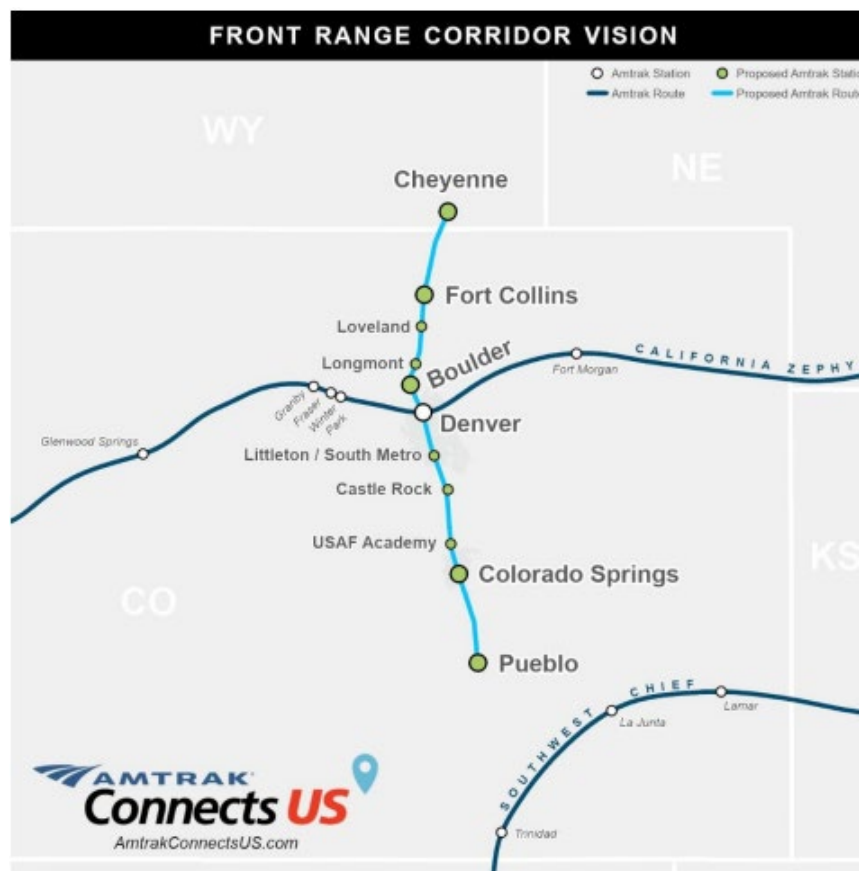 FRONT RANGE CORRIDOR VISION
Amtrak Station
Proposed Amtrak Statio
Amtrak Route
Proposed Amtrak Route
WY
NE
Cheyenne
Fort Collins
Loveland
Longmont
Boulder
CALIFORNIA ZEPHY
Fort Morgan
Granby
Fraser
Winter
Park
Denver
Glenwood Springs
Littleton / South Metro
Castle Rock
USAF Academy
Colorado Springs
KS
CO
Pueblo
SOUTHWEST CHIEF
Lamar
La Junta
Trinidad
AMTRAK
Connects US
AmtrakConnectsUS.com